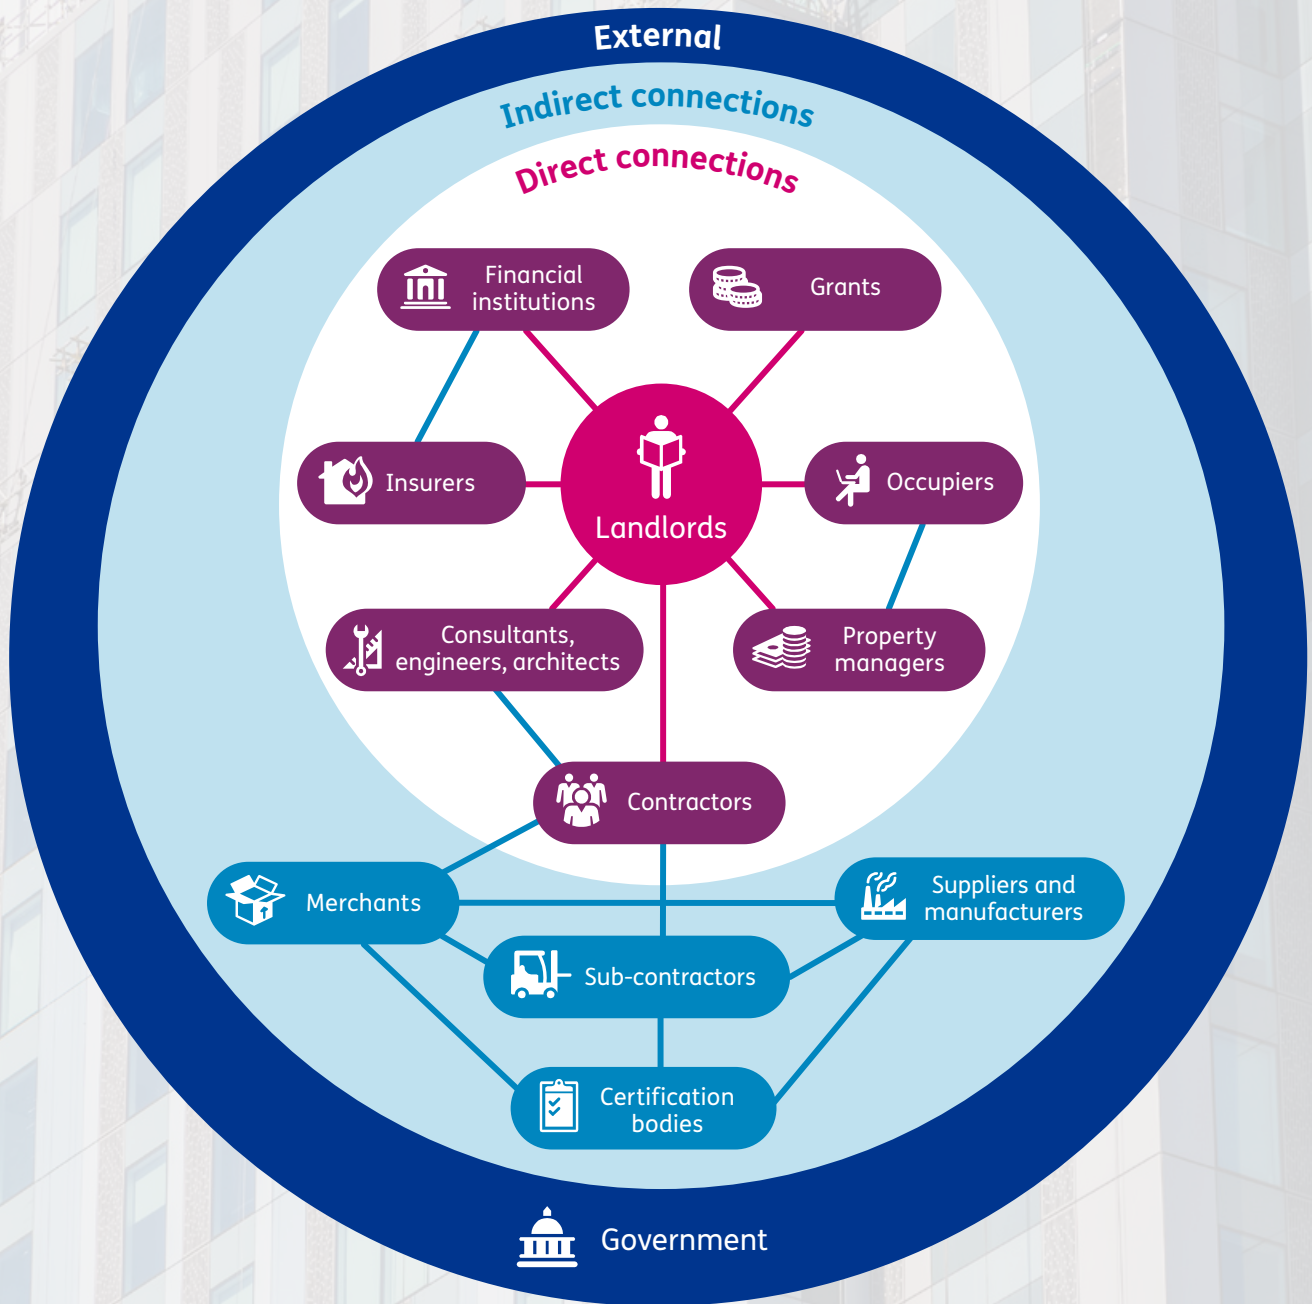 External
Indirect connections
Direct connections
Financial
institutions
Grants
Insurers
Landlords
Occupiers
Consultants,
engineers, architects
Property
managers
Contractors
Merchants
Suppliers and
manufacturers
Sub-contractors
Certification
bodies
Government